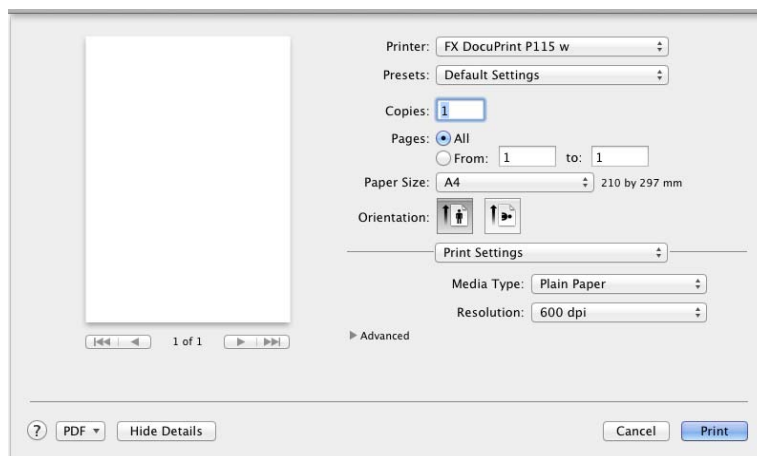 Printer: FX DocuPrint P115 w
Presets: Default Settings
Copies: 1
Pages: All
From: 1 to: 1
Paper Size: A4 210 by 297 mm
Orientation:
Print Settings
Media Type: Plain Paper
Resolution: 600 dpi
1 of 1
Advanced
? PDF Hide Details Cancel Print